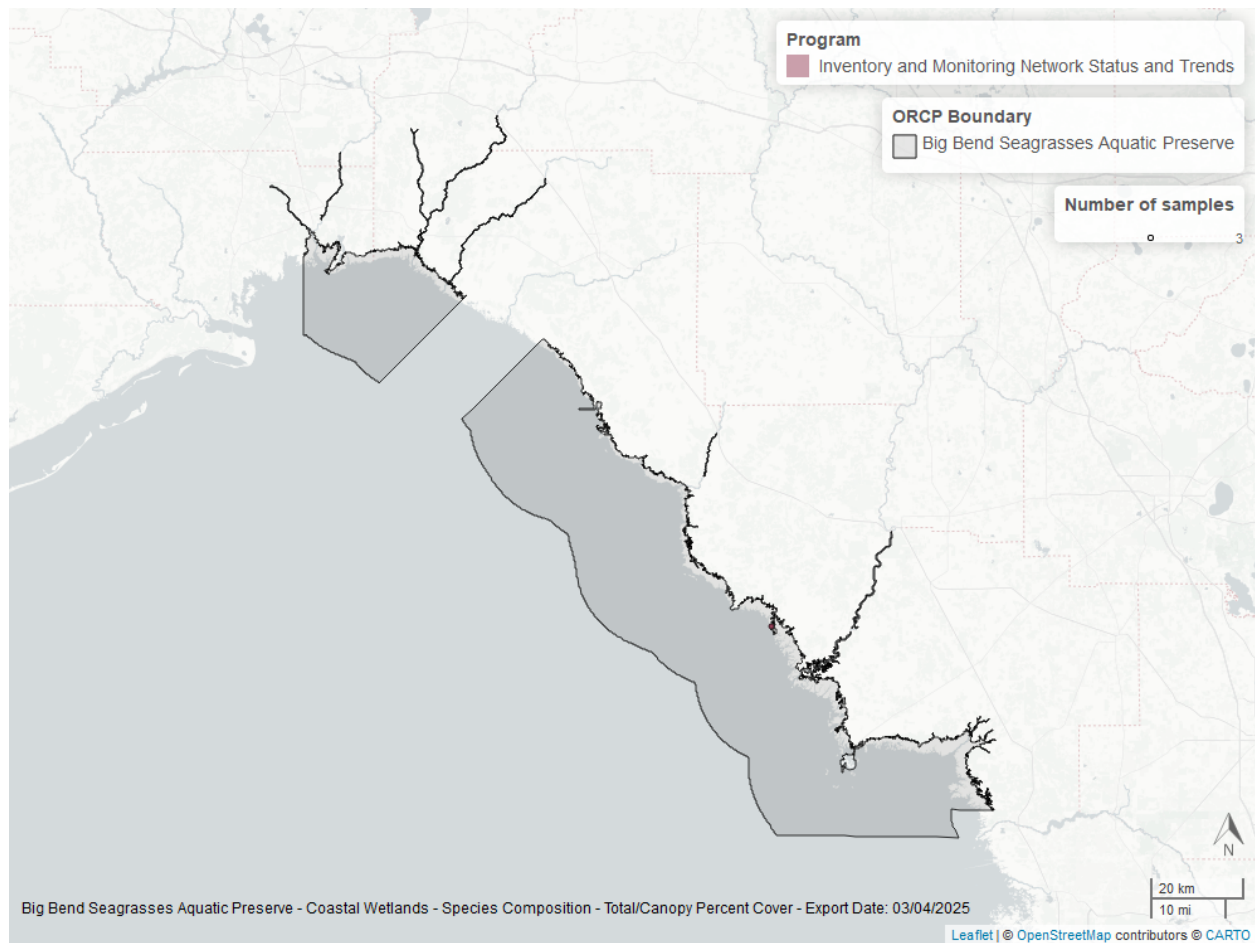 Program
Inventory and Monitoring Network Status and Trends
ORCP Boundary
Big Bend Seagrasses Aquatic Preserve
Number of samples
3
N
20 km
10 mi
Big Bend Seagrasses Aquatic Preserve - Coastal Wetlands - Species Composition - Total/Canopy Percent Cover - Export Date: 03/04/2025
Leaflet | © OpenStreetMap contributors © CARTO